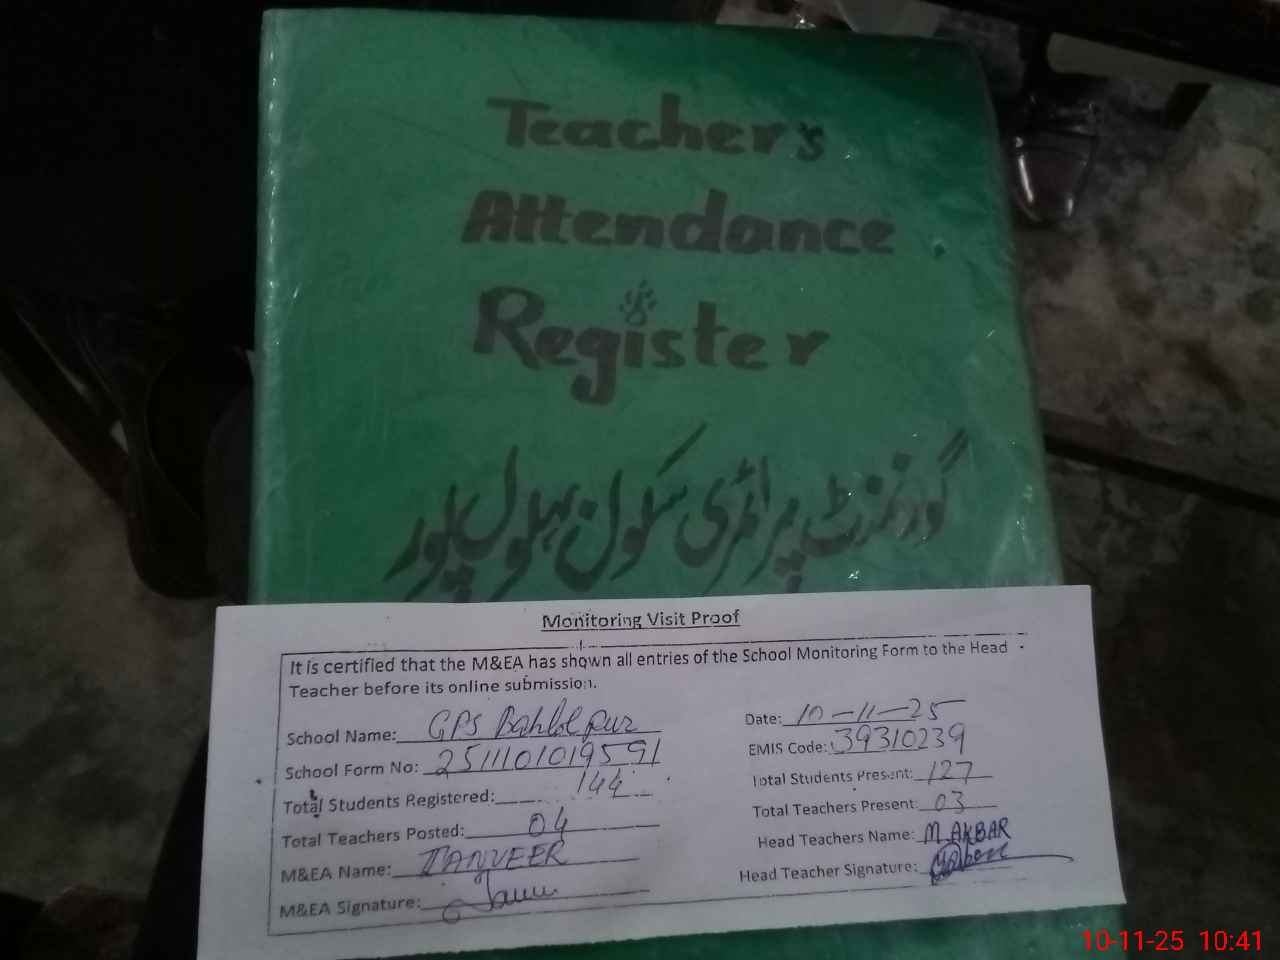 Teacher's
Attendance
Register
گورنمنٹ پرائمری سکول بہلول پور
Monitoring Visit Proof
It is certified that the M&EA has shown all entries of the School Monitoring Form to the Head
Teacher before its online submission.
School Name: GPS Bahlol pur
Date: 10-11-25
School Form No: 2511101019591
EMIS Code: 39310239
Total Students Registered: 144
Total Students Present: 127
Total Teachers Posted: 04
Total Teachers Present: 03
M&EA Name: TANVEER
Head Teachers Name: M. AKBAR
M&EA Signature:
Head Teacher Signature:
10-11-25 10:41